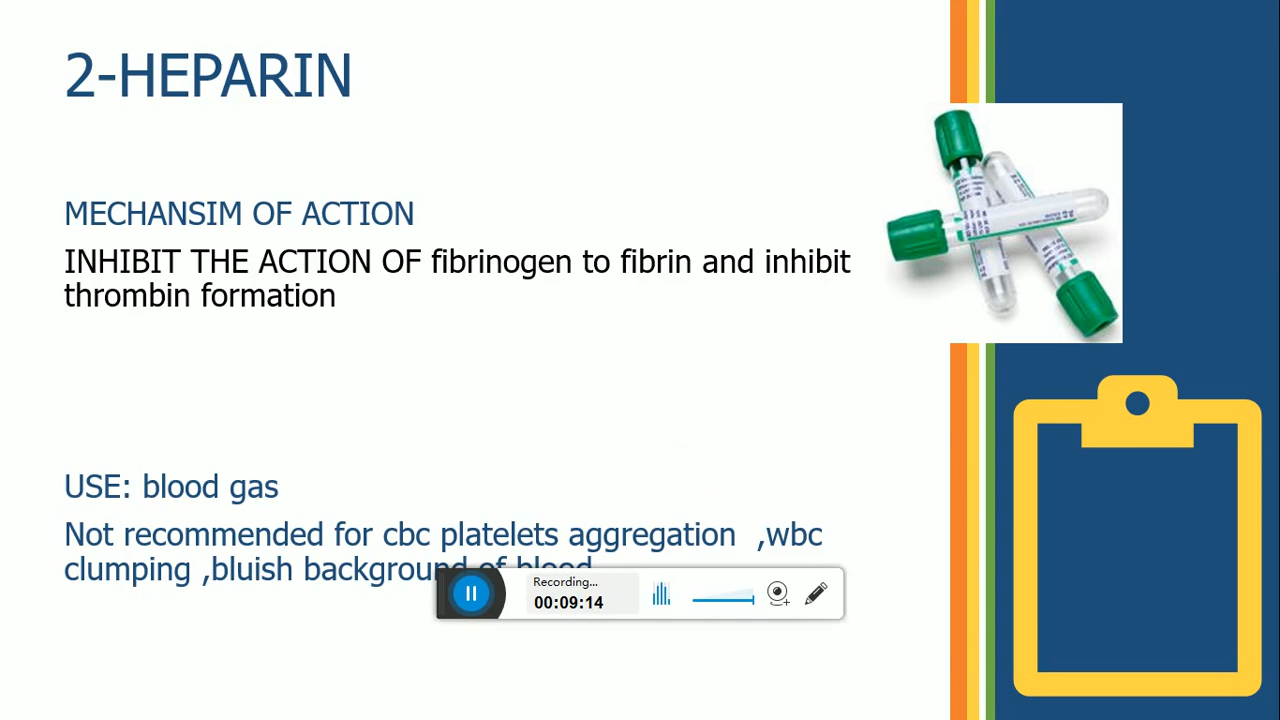 2-HEPARIN
MECHANSIM OF ACTION
INHIBIT THE ACTION OF fibrinogen to fibrin and inhibit
thrombin formation
USE: blood gas
Not recommended for cbc platelets aggregation ,wbc
clumping ,bluish background of blood
Recording...
00:09:14